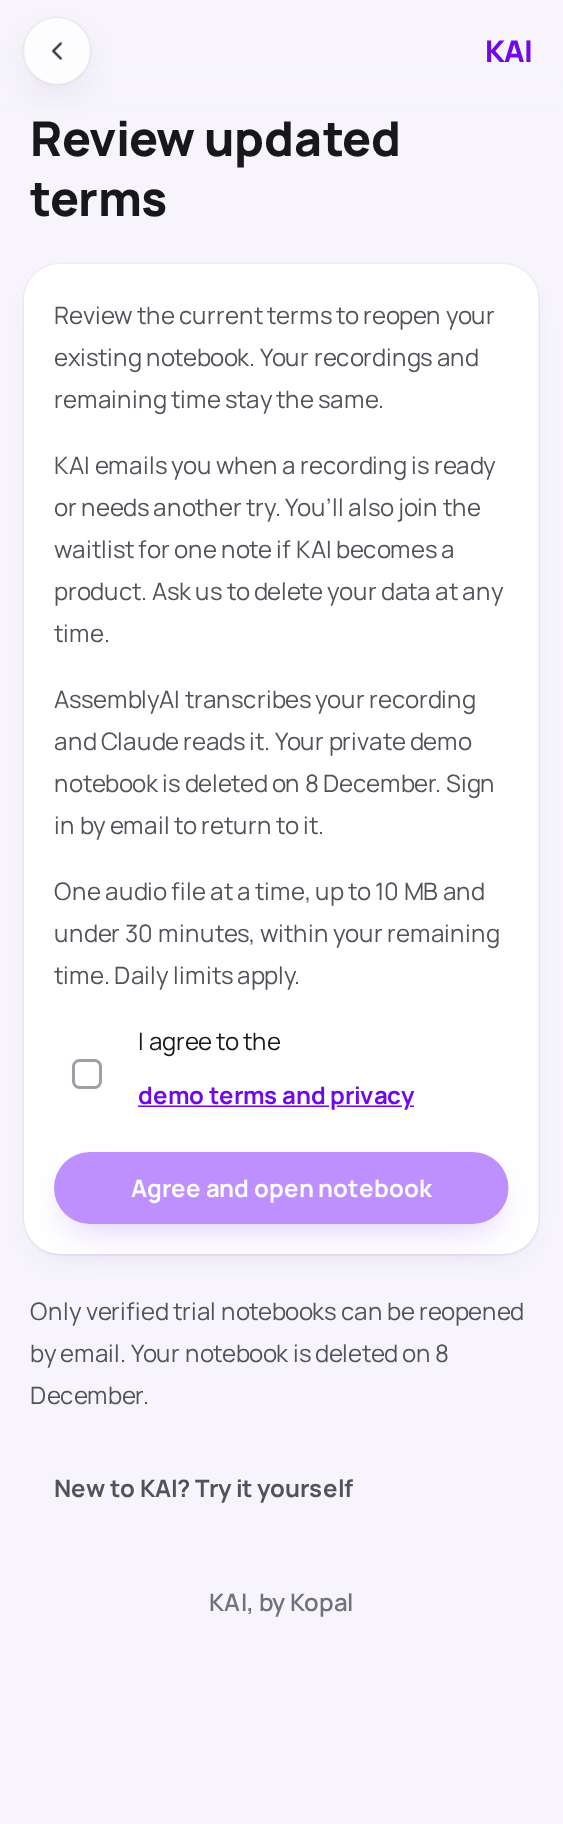 KAI
Review updated
terms
Review the current terms to reopen your
existing notebook. Your recordings and
remaining time stay the same.
KAI emails you when a recording is ready
or needs another try. You’ll also join the
waitlist for one note if KAI becomes a
product. Ask us to delete your data at any
time.
AssemblyAI transcribes your recording
and Claude reads it. Your private demo
notebook is deleted on 8 December. Sign
in by email to return to it.
One audio file at a time, up to 10 MB and
under 30 minutes, within your remaining
time. Daily limits apply.
I agree to the
demo terms and privacy
Agree and open notebook
Only verified trial notebooks can be reopened
by email. Your notebook is deleted on 8
December.
New to KAI? Try it yourself
KAI, by Kopal